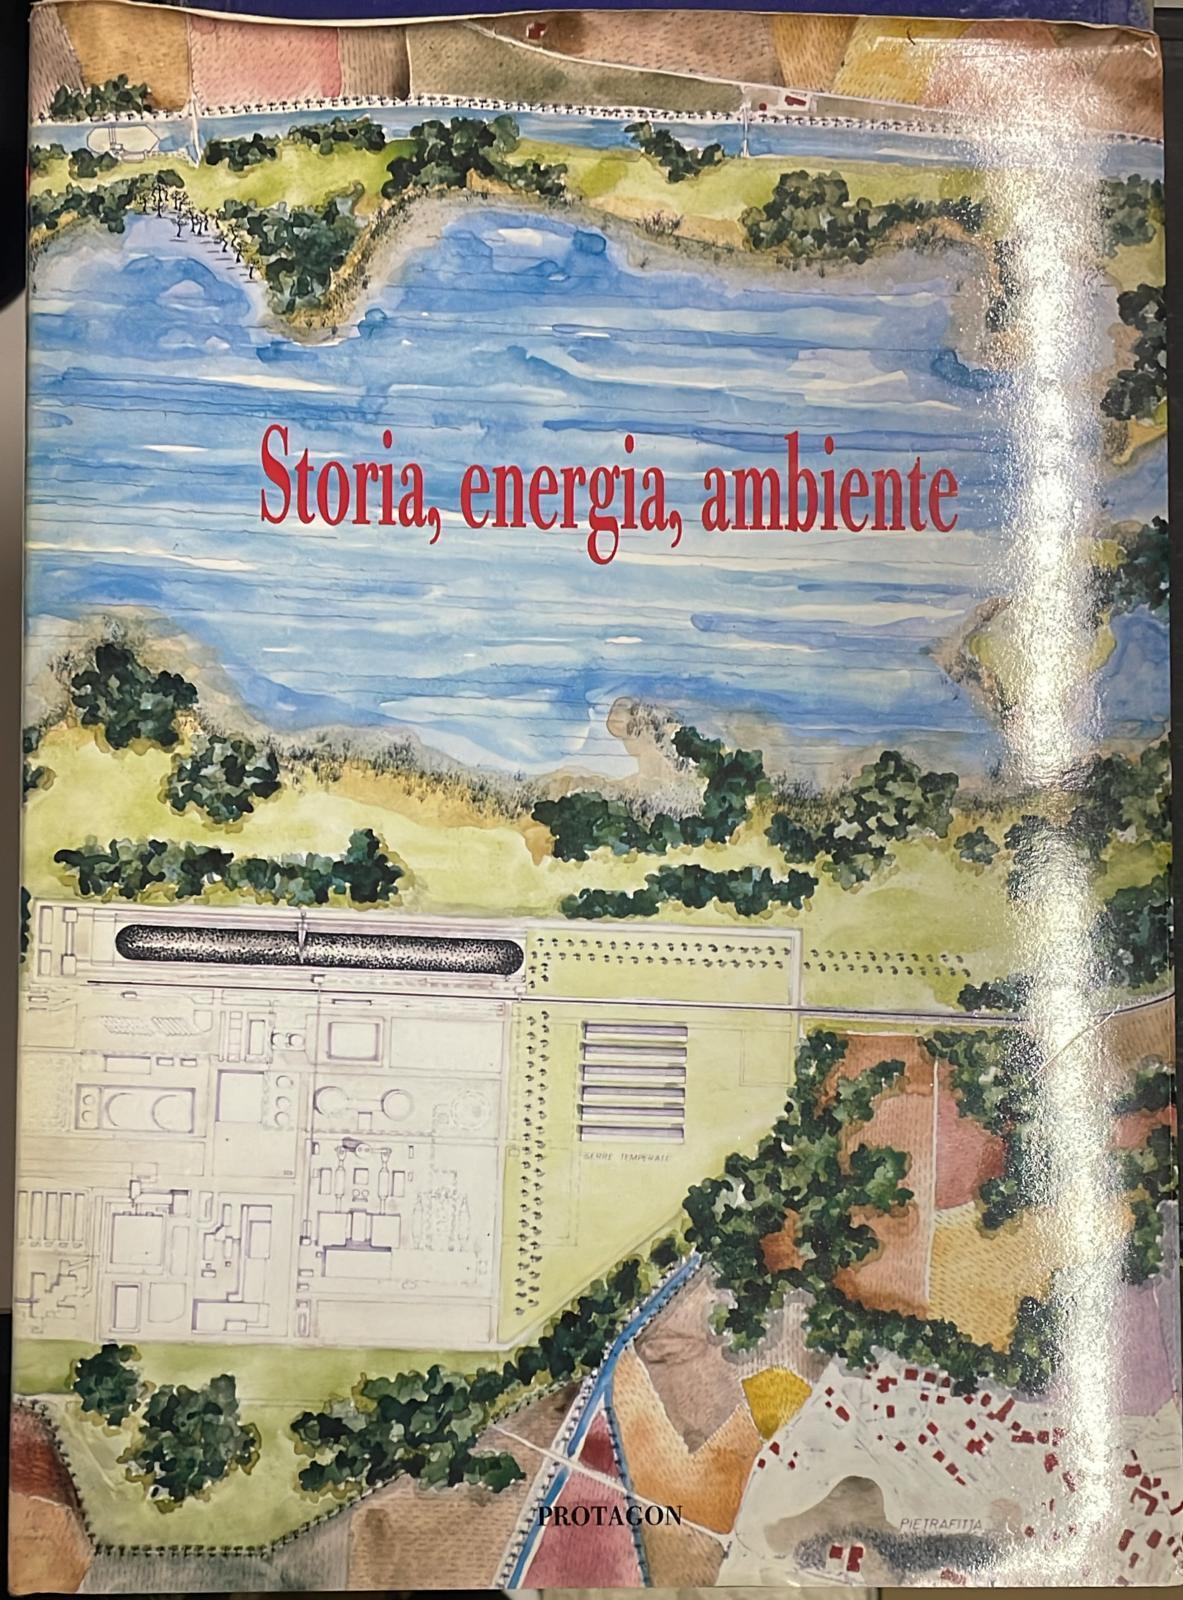 Storia, energia, ambiente
SERRE TEMPERATE
PROTAGON
PIETRAFITTA